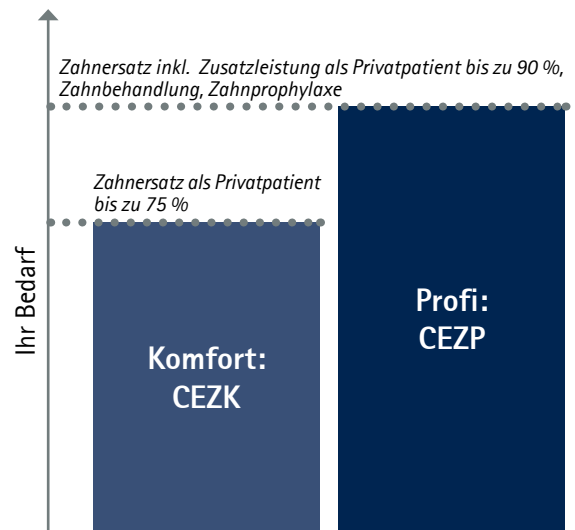 Zahnersatz inkl. Zusatzleistung als Privatpatient bis zu 90 %,
Zahnbehandlung, Zahnprophylaxe
Zahnersatz als Privatpatient
bis zu 75 %
Ihr Bedarf
Komfort:
CEZK
Profi:
CEZP